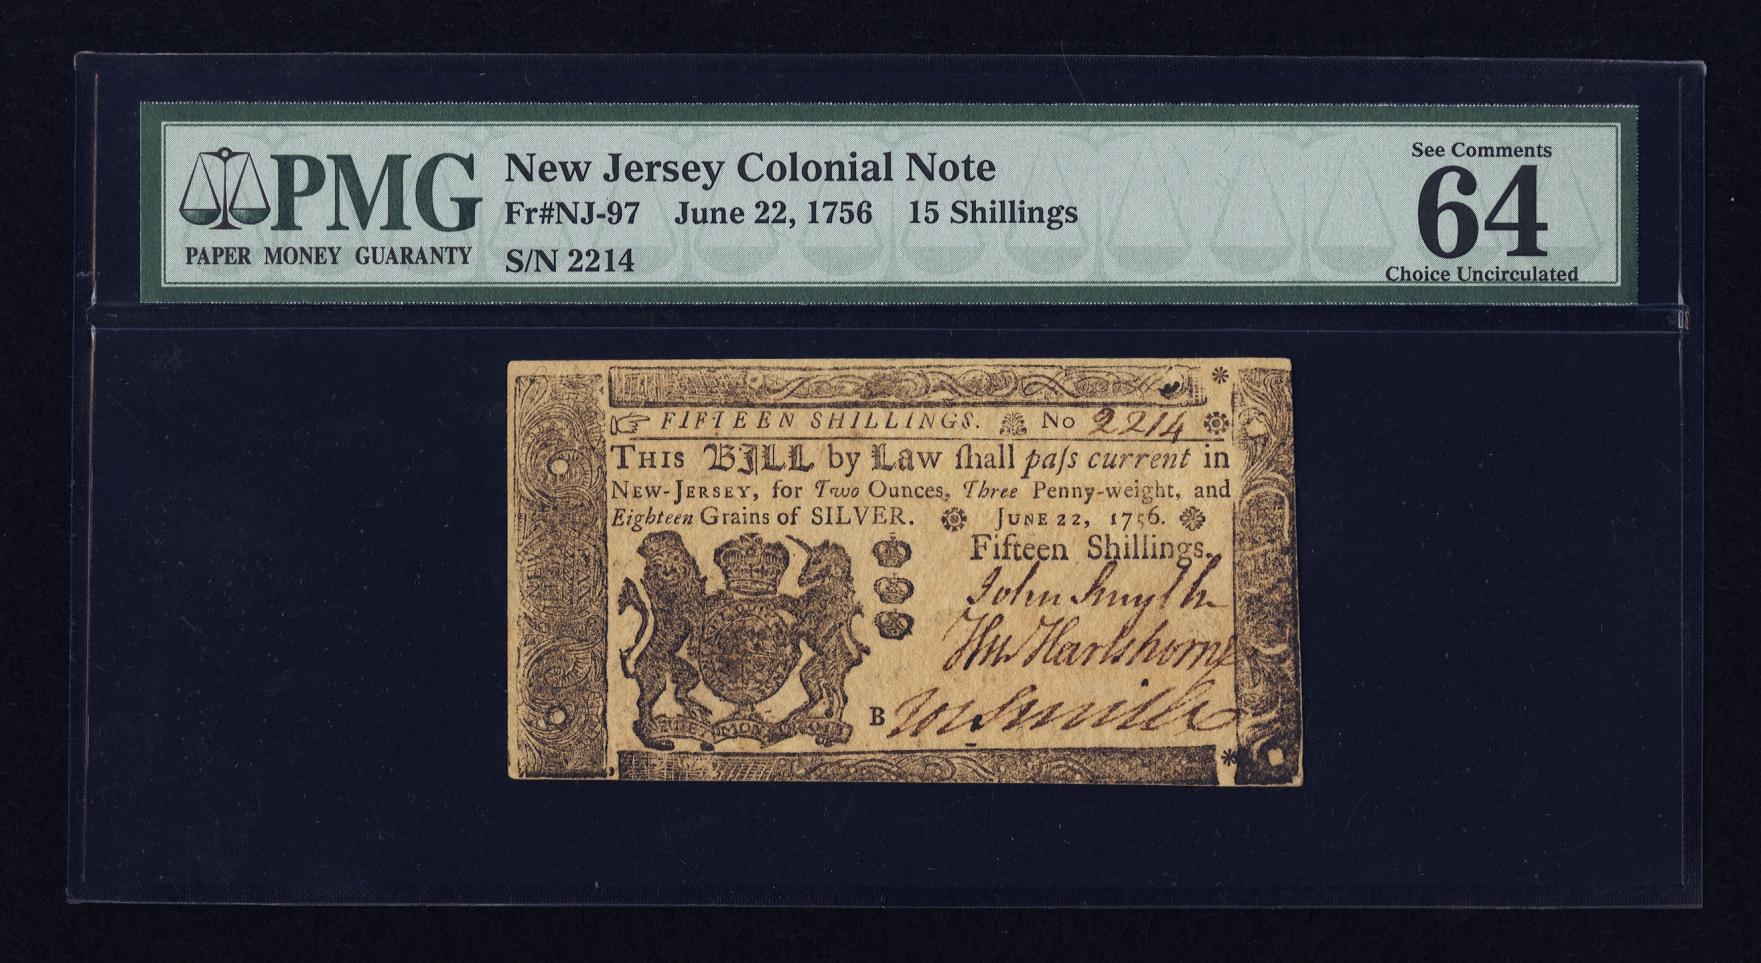 PMG
PAPER MONEY GUARANTY
New Jersey Colonial Note
Fr#NJ-97 June 22, 1756 15 Shillings
S/N 2214
See Comments
64
Choice Uncirculated
FIFTEEN SHILLINGS. No 2214
THIS BILL by Law ſhall paſs current in
NEW-JERSEY, for Two Ounces, Three Penny-weight, and
Eighteen Grains of SILVER. JUNE 22, 1756.
Fifteen Shillings.
John Smyth
Hartshorne
B
MON